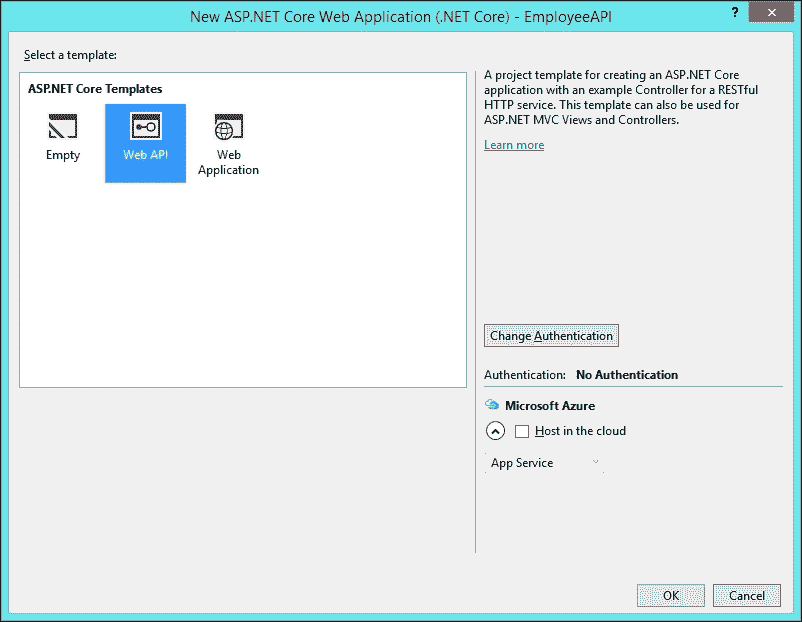 New ASP.NET Core Web Application (.NET Core) - EmployeeAPI
?
Select a template:
ASP.NET Core Templates
Empty
Web API
Web
Application
A project template for creating an ASP.NET Core
application with an example Controller for a RESTful
HTTP service. This template can also be used for
ASP.NET MVC Views and Controllers.
Learn more
Change Authentication
Authentication: No Authentication
Microsoft Azure
Host in the cloud
App Service
OK
Cancel